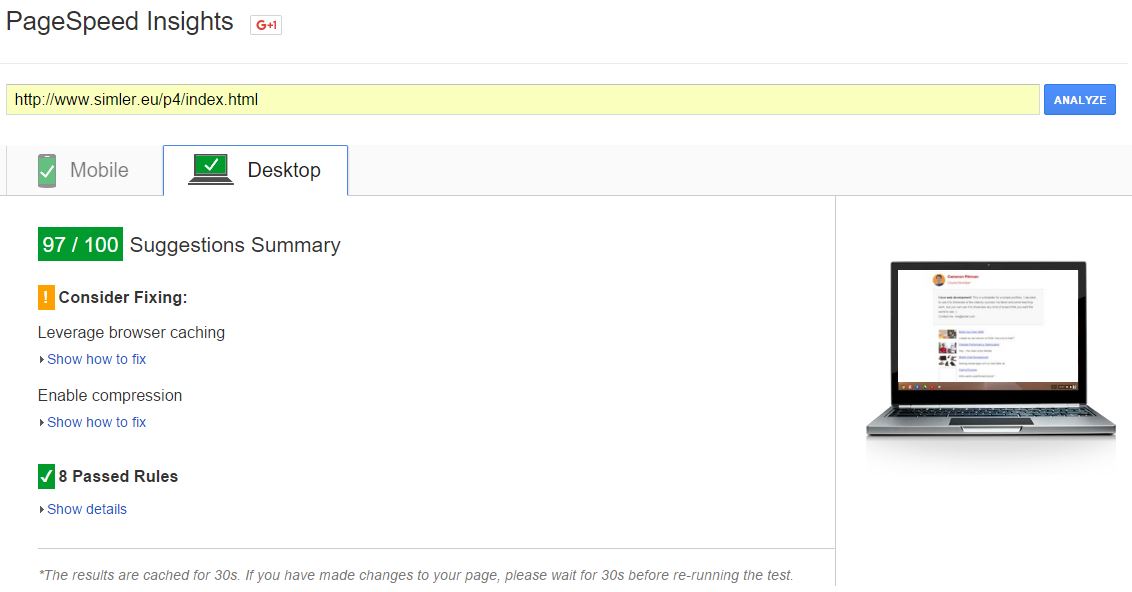 PageSpeed Insights G+1
http://www.simler.eu/p4/index.html ANALYZE
Mobile Desktop
97 / 100 Suggestions Summary
! Consider Fixing:
Leverage browser caching
Show how to fix
Enable compression
Show how to fix
8 Passed Rules
Show details
*The results are cached for 30s. If you have made changes to your page, please wait for 30s before re-running the test.
Cameron Pittman